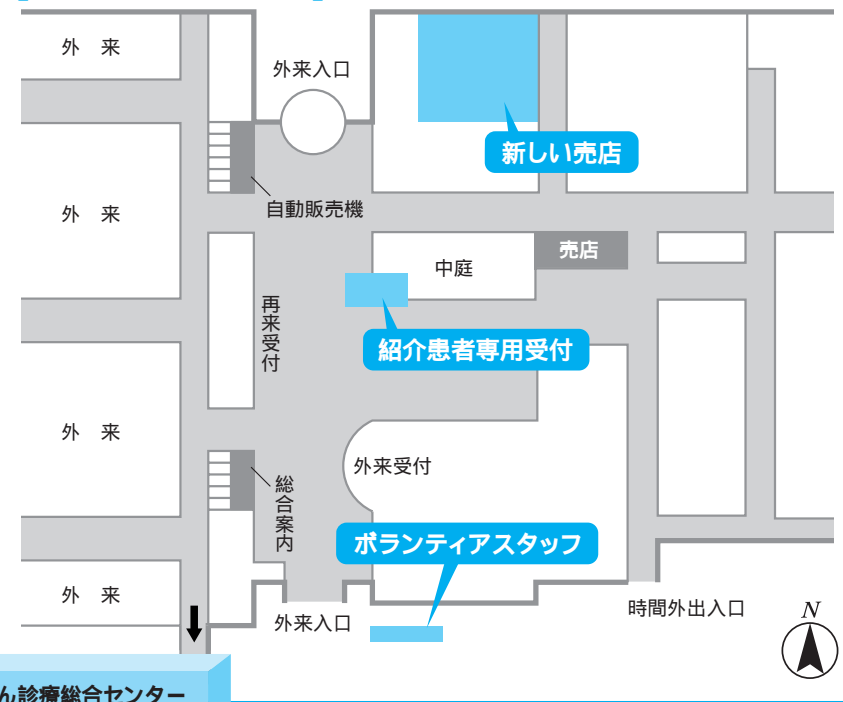 外　来
外来入口
新しい売店
外　来
自動販売機
売店
中庭
再来受付
紹介患者専用受付
外　来
外来受付
総合案内
ボランティアスタッフ
外　来
外来入口
時間外出入口
N
ん診療総合センター